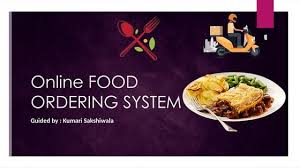 Online FOOD
ORDERING SYSTEM
Guided by : Kumari Sakshiwala